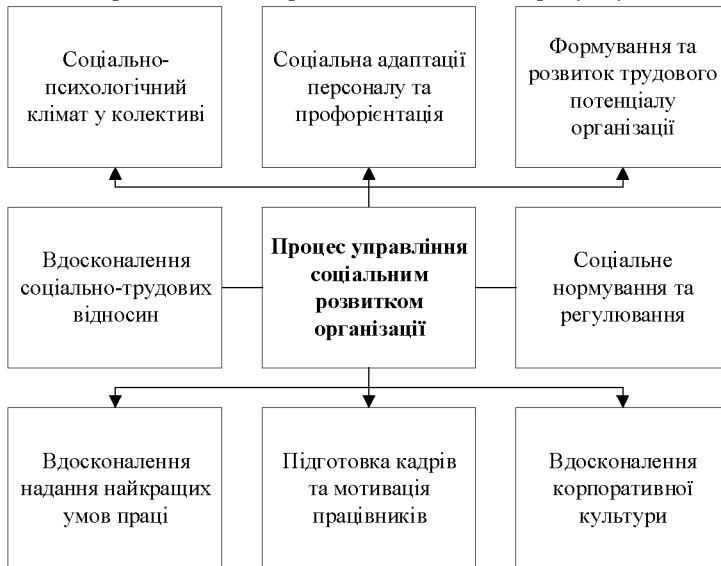 Соціально-
психологічний
клімат у колективі
Соціальна адаптації
персоналу та
профорієнтація
Формування та
розвиток трудового
потенціалу
організації
Вдосконалення
соціально-трудових
відносин
Процес управління
соціальним
розвитком
організації
Соціальне
нормування та
регулювання
Вдосконалення
надання найкращих
умов праці
Підготовка кадрів
та мотивація
працівників
Вдосконалення
корпоративної
культури